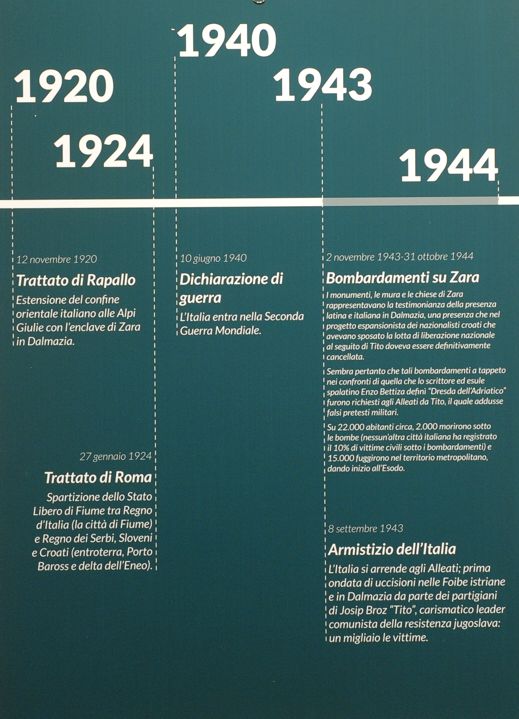 1940
1920
1943
1924
1944
12 novembre 1920
Trattato di Rapallo
Estensione del confine
orientale italiano alle Alpi
Giulie con l'enclave di Zara
in Dalmazia.
27 gennaio 1924
Trattato di Roma
Spartizione dello Stato
Libero di Fiume tra Regno
d'Italia (la città di Fiume)
e Regno dei Serbi, Sloveni
e Croati (entroterra, Porto
Baross e delta dell'Eneo).
10 giugno 1940
Dichiarazione di
guerra
L'Italia entra nella Seconda
Guerra Mondiale.
2 novembre 1943-31 ottobre 1944
Bombardamenti su Zara
I monumenti, le mura e le chiese di Zara
rappresentavano la testimonianza della presenza
latina e italiana in Dalmazia, una presenza che nel
progetto espansionista dei nazionalisti croati che
avevano sposato la lotta di liberazione nazionale
al seguito di Tito doveva essere definitivamente
cancellata.
Sembra pertanto che tali bombardamenti a tappeto
nei confronti di quella che lo scrittore ed esule
spalatino Enzo Bettiza definì "Dresda dell'Adriatico"
furono richiesti agli Alleati da Tito, il quale addusse
falsi pretesti militari.
Su 22.000 abitanti circa, 2.000 morirono sotto
le bombe (nessun'altra città italiana ha registrato
il 10% di vittime civili sotto i bombardamenti) e
15.000 fuggirono nel territorio metropolitano,
dando inizio all'Esodo.
8 settembre 1943
Armistizio dell'Italia
L'Italia si arrende agli Alleati; prima
ondata di uccisioni nelle Foibe istriane
e in Dalmazia da parte dei partigiani
di Josip Broz "Tito", carismatico leader
comunista della resistenza jugoslava:
un migliaio le vittime.